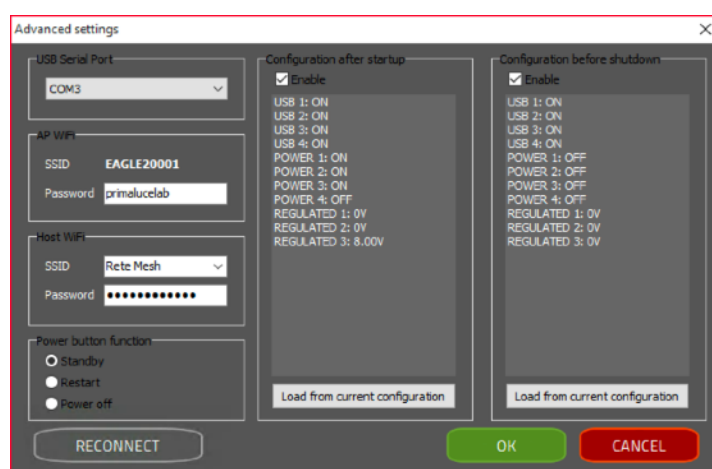 Advanced settings
USB Serial Port
COM3
AP WiFi
SSID EAGLE20001
Password primalucelab
Host WiFi
SSID Rete Mesh
Password ●●●●●●●●●●●●
Power button function
Standby
Restart
Power off
Configuration after startup
Enable
USB 1: ON
USB 2: ON
USB 3: ON
USB 4: ON
POWER 1: ON
POWER 2: ON
POWER 3: ON
POWER 4: OFF
REGULATED 1: 0V
REGULATED 2: 0V
REGULATED 3: 8.00V
Load from current configuration
Configuration before shutdown
Enable
USB 1: ON
USB 2: ON
USB 3: ON
USB 4: ON
POWER 1: OFF
POWER 2: OFF
POWER 3: OFF
POWER 4: OFF
REGULATED 1: 0V
REGULATED 2: 0V
REGULATED 3: 0V
Load from current configuration
RECONNECT
OK
CANCEL